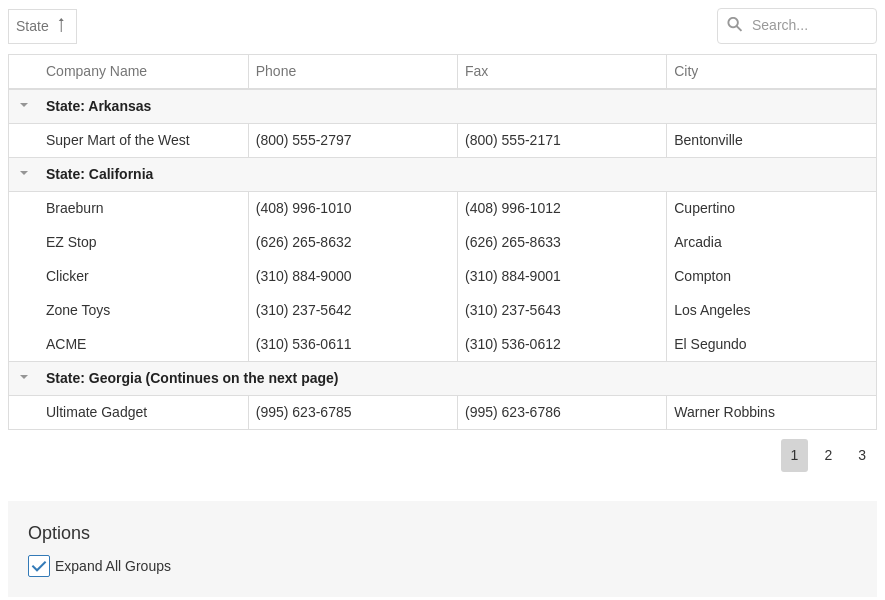 State
Search...
Company Name Phone Fax City
State: Arkansas
Super Mart of the West (800) 555-2797 (800) 555-2171 Bentonville
State: California
Braeburn (408) 996-1010 (408) 996-1012 Cupertino
EZ Stop (626) 265-8632 (626) 265-8633 Arcadia
Clicker (310) 884-9000 (310) 884-9001 Compton
Zone Toys (310) 237-5642 (310) 237-5643 Los Angeles
ACME (310) 536-0611 (310) 536-0612 El Segundo
State: Georgia (Continues on the next page)
Ultimate Gadget (995) 623-6785 (995) 623-6786 Warner Robbins
1 2 3
Options
Expand All Groups